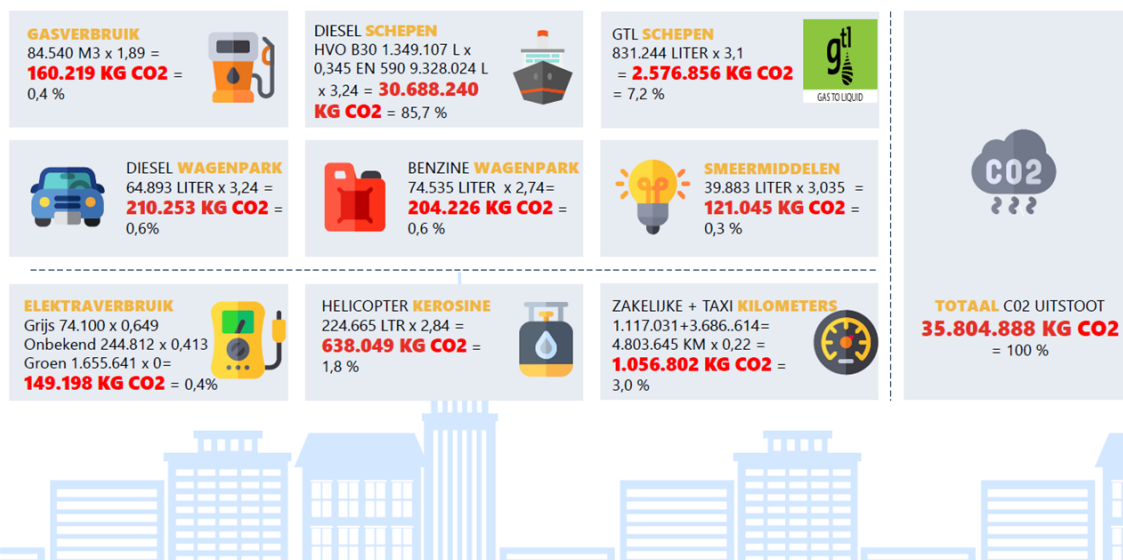 GASVERBRUIK
84.540 M3 x 1,89 =
160.219 KG CO2 =
0,4 %
DIESEL SCHEPEN
HVO B30 1.349.107 L x
0,345 EN 590 9.328.024 L
x 3,24 = 30.688.240
KG CO2 = 85,7 %
GTL SCHEPEN
831.244 LITER x 3,1
= 2.576.856 KG CO2
= 7,2 %
gtl
GAS TO LIQUID
DIESEL WAGENPARK
64.893 LITER x 3,24 =
210.253 KG CO2 =
0,6%
BENZINE WAGENPARK
74.535 LITER x 2,74=
204.226 KG CO2 =
0,6 %
SMEERMIDDELEN
39.883 LITER x 3,035 =
121.045 KG CO2 =
0,3 %
ELEKTRAVERBRUIK
Grijs 74.100 x 0,649
Onbekend 244.812 x 0,413
Groen 1.655.641 x 0=
149.198 KG CO2 = 0,4%
HELICOPTER KEROSINE
224.665 LTR x 2,84 =
638.049 KG CO2 =
1,8 %
ZAKELIJKE + TAXI KILOMETERS
1.117.031+3.686..614=
4.803.645 KM x 0,22 =
1.056.802 KG CO2 =
3,0 %
CO2
TOTAAL C02 UITSTOOT
35.804.888 KG CO2
= 100 %